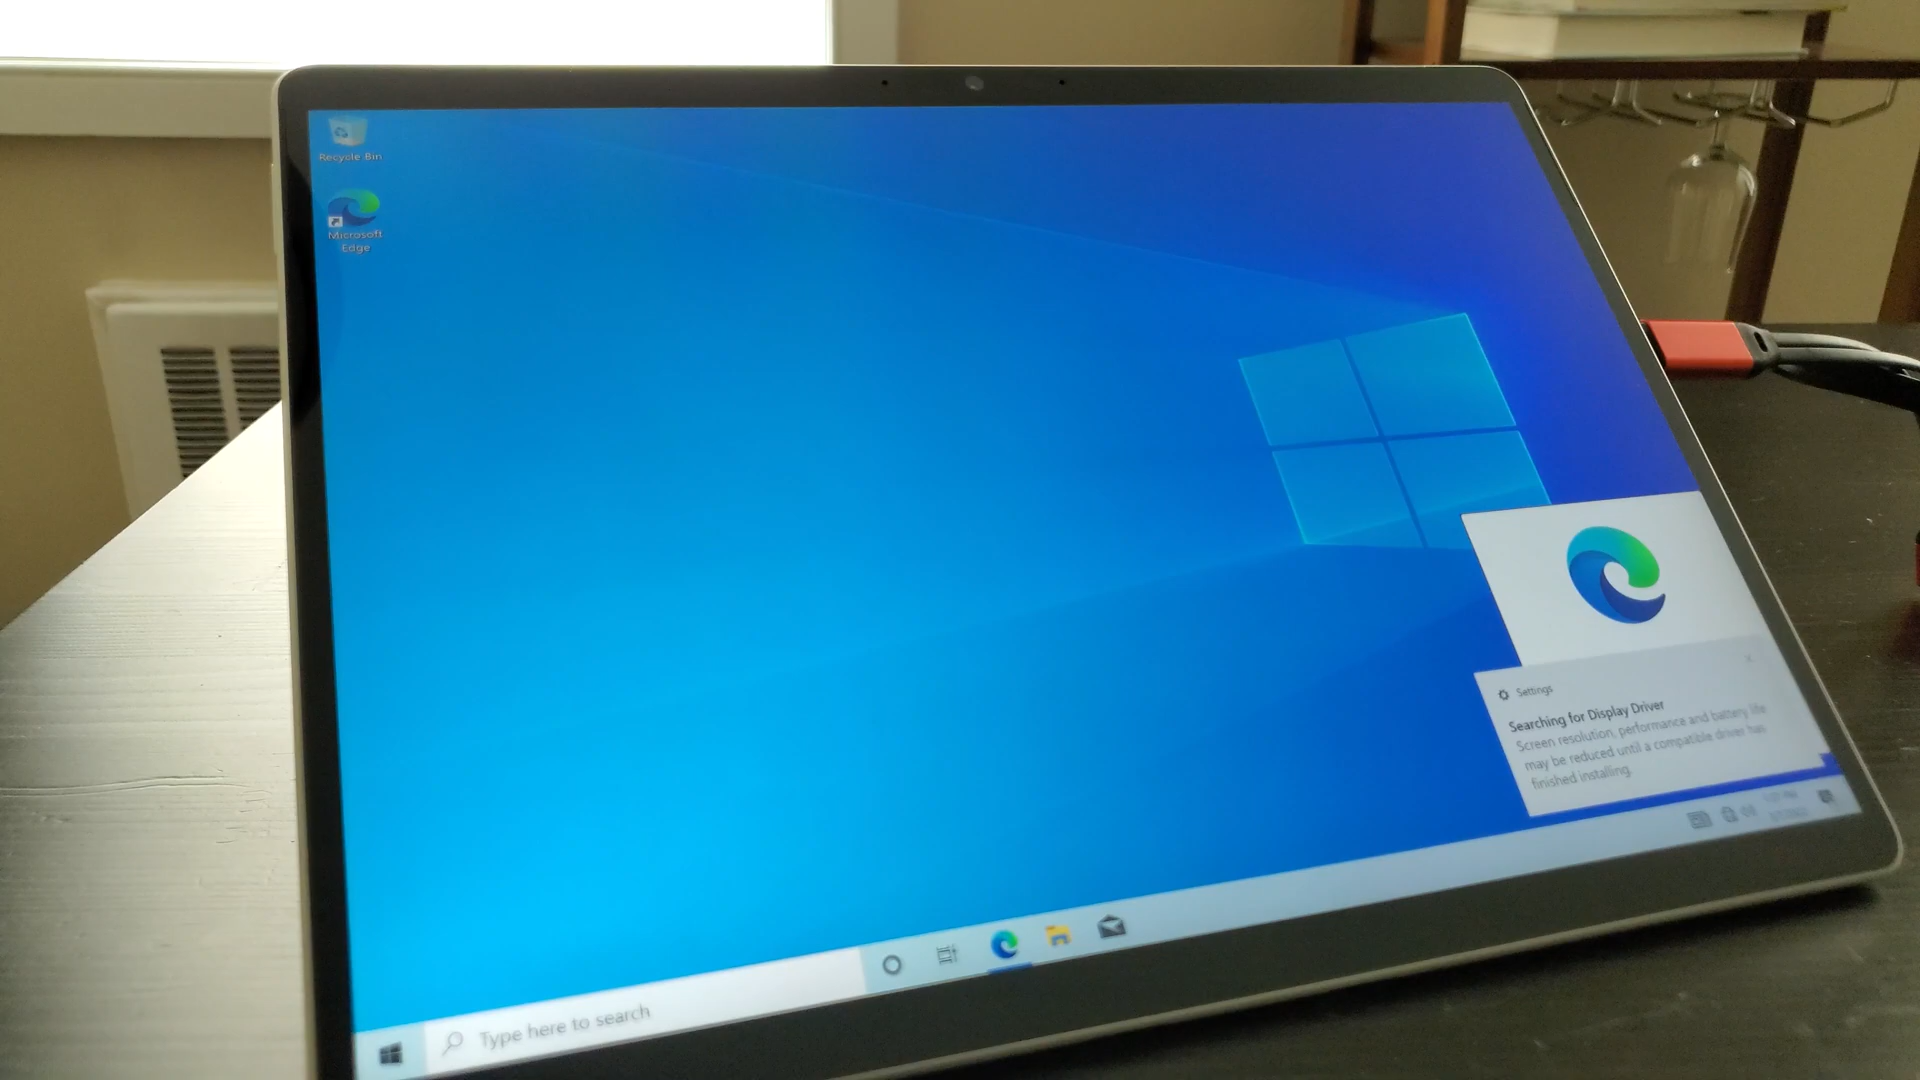 Recycle Bin
Microsoft
Edge
Settings
Searching for Display Driver
Screen resolution, performance and battery life
may be reduced until a compatible driver has
finished installing.
Type here to search